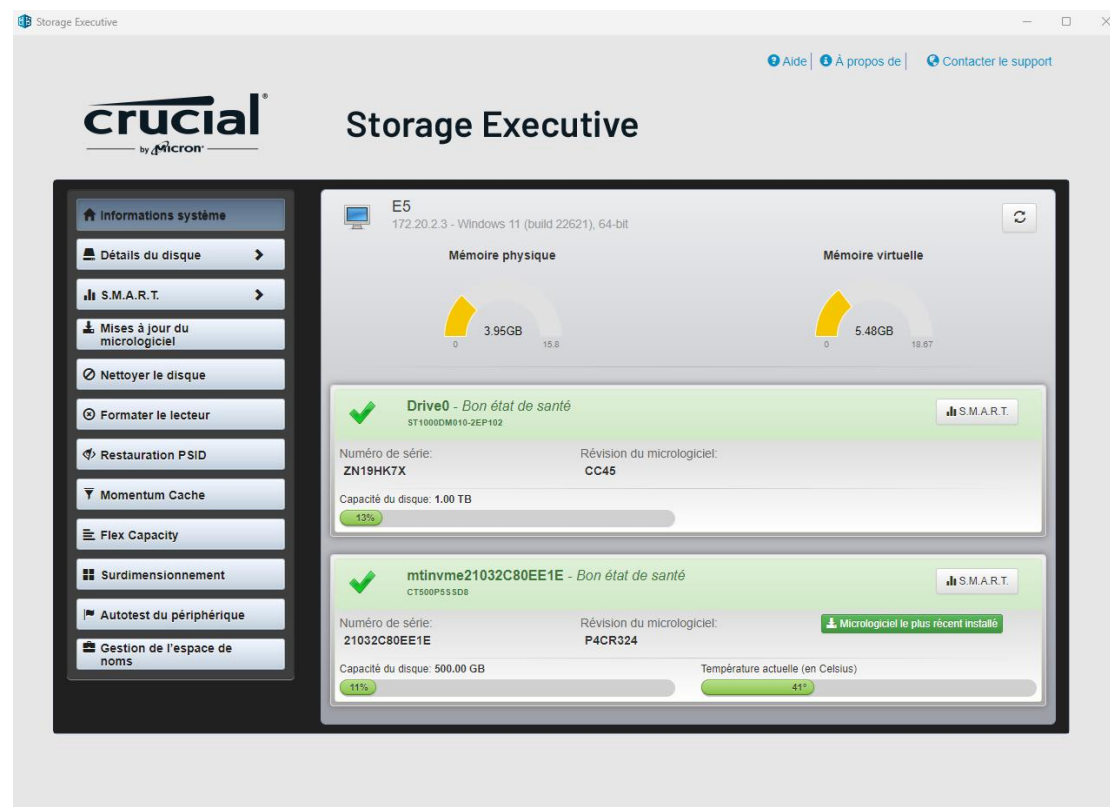 Storage Executive
Aide
À propos de
Contacter le support
crucial®
by Micron®
Storage Executive
Informations système
Détails du disque
S.M.A.R.T.
Mises à jour du
micrologiciel
Nettoyer le disque
Formater le lecteur
Restauration PSID
Momentum Cache
Flex Capacity
Surdimensionnement
Autotest du périphérique
Gestion de l'espace de
noms
E5
172.20.2.3 - Windows 11 (build 22621), 64-bit
Mémoire physique
3.95GB
0
15.8
Mémoire virtuelle
5.48GB
0
18.67
Drive0 - Bon état de santé
ST1000DM010-2EP102
S.M.A.R.T.
Numéro de série:
ZN19HK7X
Révision du micrologiciel:
CC45
Capacité du disque: 1.00 TB
13%
mtinvme21032C80EE1E - Bon état de santé
CT500P5SSD8
S.M.A.R.T.
Numéro de série:
21032C80EE1E
Révision du micrologiciel:
P4CR324
Micrologiciel le plus récent installé
Capacité du disque: 500.00 GB
11%
Température actuelle (en Celsius)
41°